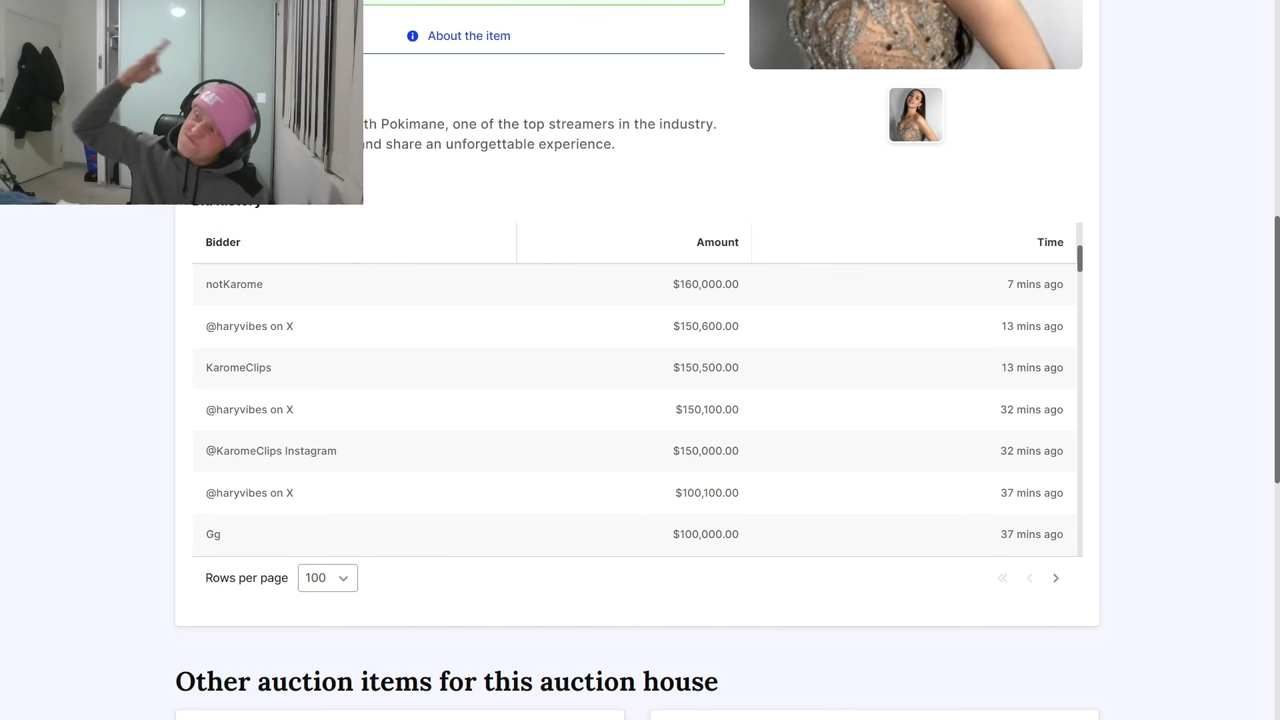 About the item
th Pokimane, one of the top streamers in the industry.
and share an unforgettable experience.
Bidder Amount Time
notKarome $160,000.00 7 mins ago
@haryvibes on X $150,600.00 13 mins ago
KaromeClips $150,500.00 13 mins ago
@haryvibes on X $150,100.00 32 mins ago
@KaromeClips Instagram $150,000.00 32 mins ago
@haryvibes on X $100,100.00 37 mins ago
Gg $100,000.00 37 mins ago
Rows per page 100
Other auction items for this auction house